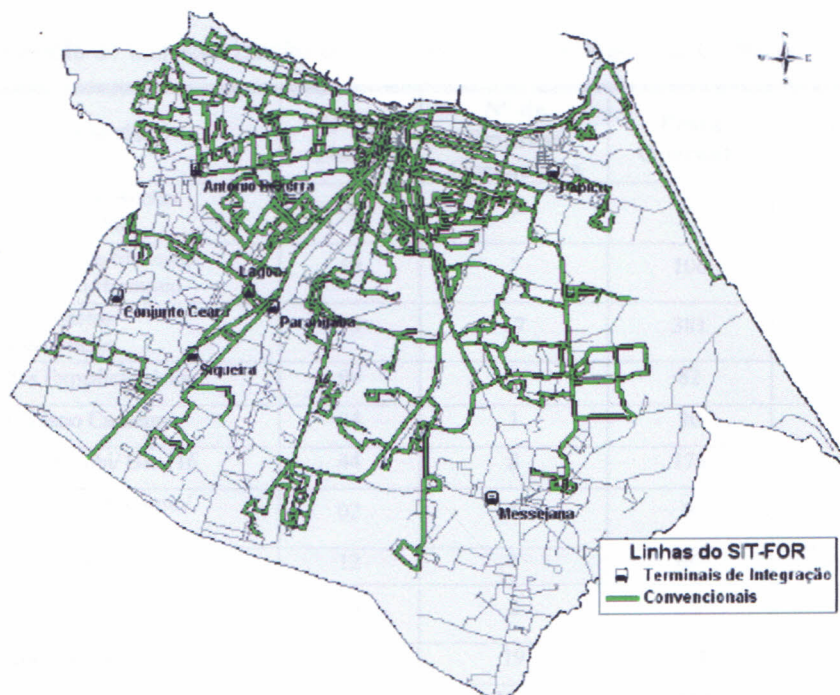 Antonio Bezerra
Papicu
Lagoa
Conjunto Ceará
Parangaba
Siqueira
Messejana
Linhas do SIT-FOR
Terminais de Integração
Convencionais